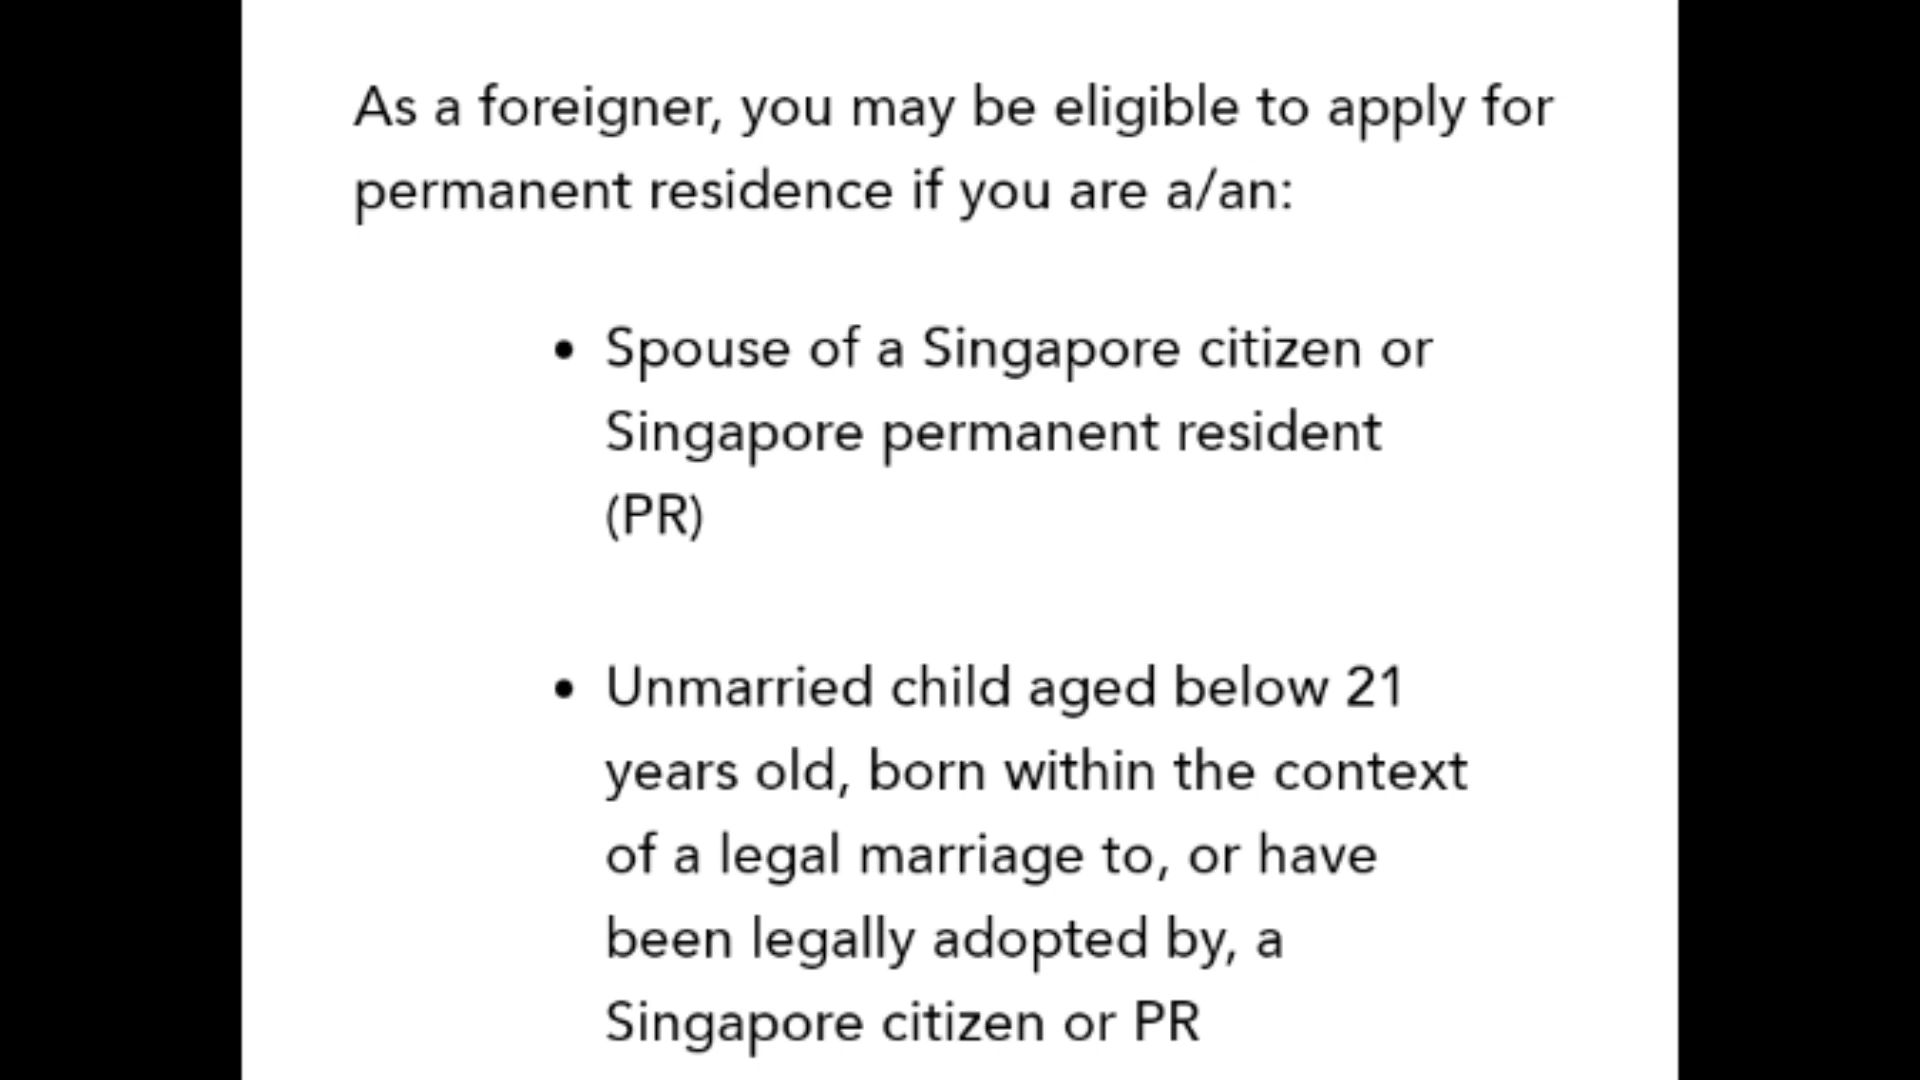 As a foreigner, you may be eligible to apply for
permanent residence if you are a/an:
• Spouse of a Singapore citizen or
Singapore permanent resident
(PR)
• Unmarried child aged below 21
years old, born within the context
of a legal marriage to, or have
been legally adopted by, a
Singapore citizen or PR